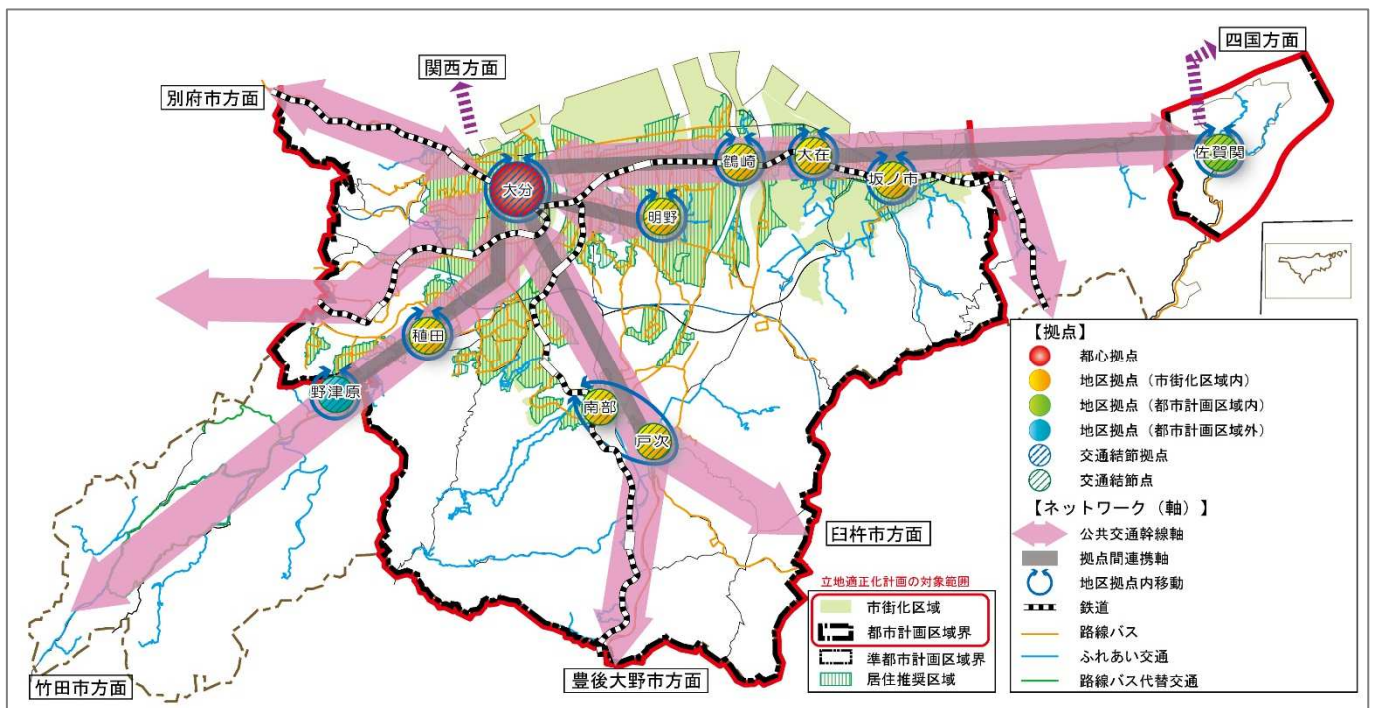 四国方面
関西方面
別府市方面
佐賀関
鶴崎
大在
坂ノ市
大分
明野
稙田
野津原
南部
戸次
臼杵市方面
豊後大野市方面
竹田市方面
立地適正化計画の対象範囲
市街化区域
都市計画区域界
準都市計画区域界
居住推奨区域
【拠点】
都心拠点
地区拠点(市街化区域内)
地区拠点(都市計画区域内)
地区拠点(都市計画区域外)
交通結節拠点
交通結節点
【ネットワーク(軸)】
公共交通幹線軸
拠点間連携軸
地区拠点内移動
鉄道
路線バス
ふれあい交通
路線バス代替交通